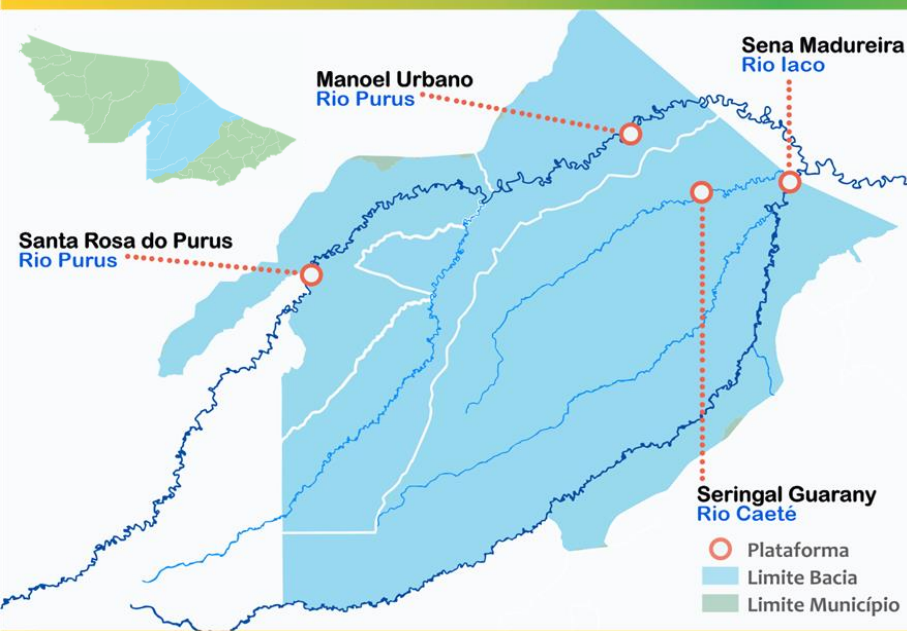 Sena Madureira
Rio Iaco
Manoel Urbano
Rio Purus
Santa Rosa do Purus
Rio Purus
Seringal Guarany
Rio Caeté
Plataforma
Limite Bacia
Limite Município